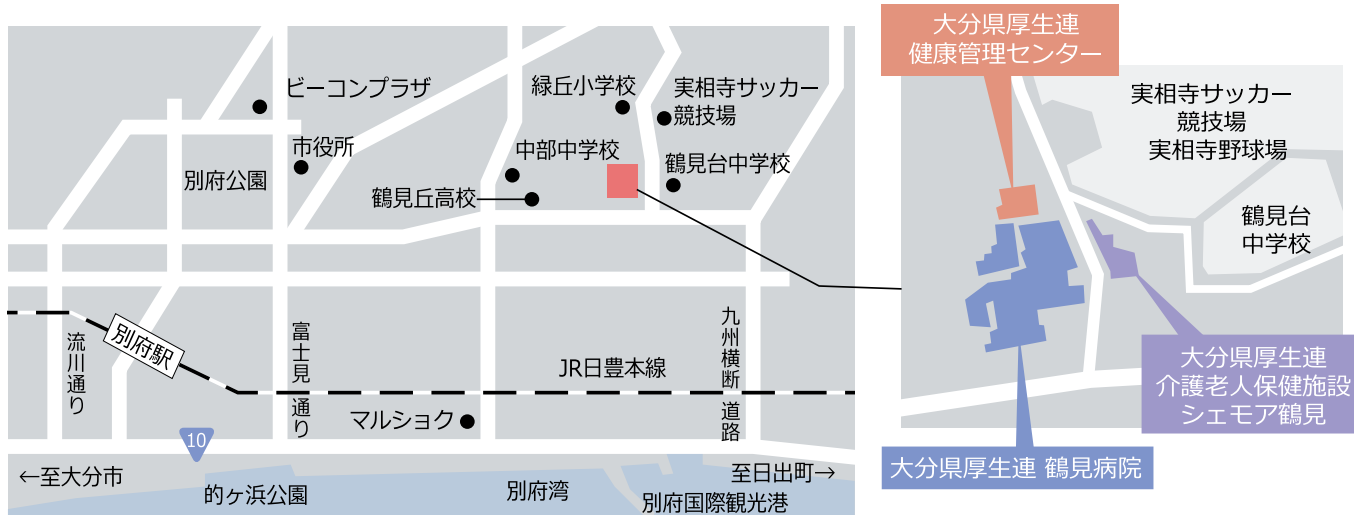 ビーコンプラザ
市役所
別府公園
緑丘小学校
実相寺サッカー
競技場
中部中学校
鶴見丘高校
鶴見台中学校
流川通り
別府駅
富士見通り
JR日豊本線
九州横断道路
マルショク
10
←至大分市
的ヶ浜公園
別府湾
至日出町→
別府国際観光港
大分県厚生連
健康管理センター
実相寺サッカー
競技場
実相寺野球場
鶴見台
中学校
大分県厚生連
介護老人保健施設
シェモア鶴見
大分県厚生連 鶴見病院